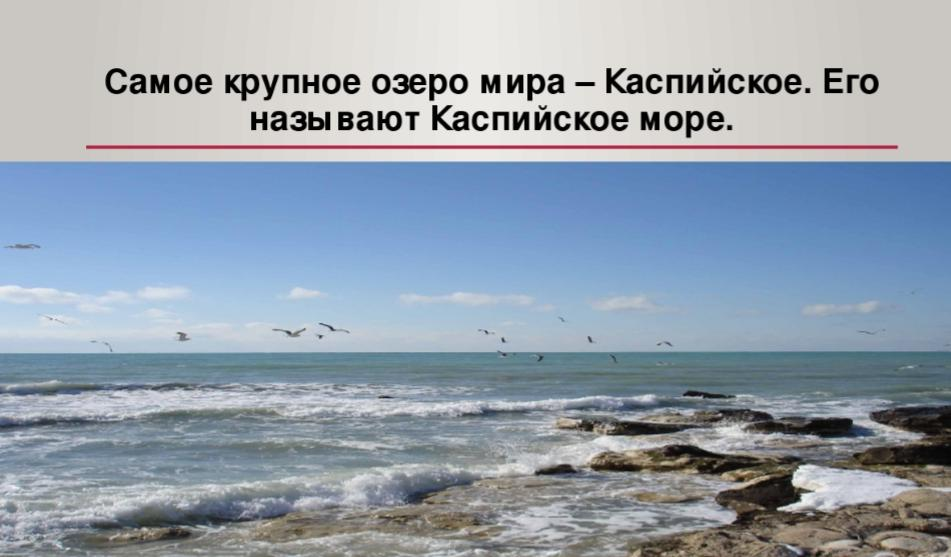 Самое крупное озеро мира – Каспийское. Его
называют Каспийское море.